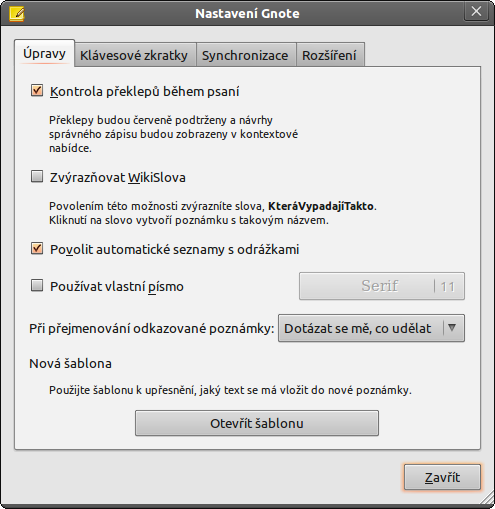 Nastavení Gnote
Úpravy Klávesové zkratky Synchronizace Rozšíření
Kontrola překlepů během psaní
Překlepy budou červeně podtrženy a návrhy
správného zápisu budou zobrazeny v kontextové
nabídce.
Zvýrazňovat WikiSlova
Povolením této možnosti zvýrazníte slova, KteráVypadajíTakto.
Kliknutí na slovo vytvoří poznámku s takovým názvem.
Povolit automatické seznamy s odrážkami
Používat vlastní písmo Serif 11
Při přejmenování odkazované poznámky: Dotázat se mě, co udělat
Nová šablona
Použijte šablonu k upřesnění, jaký text se má vložit do nové poznámky.
Otevřít šablonu
Zavřít